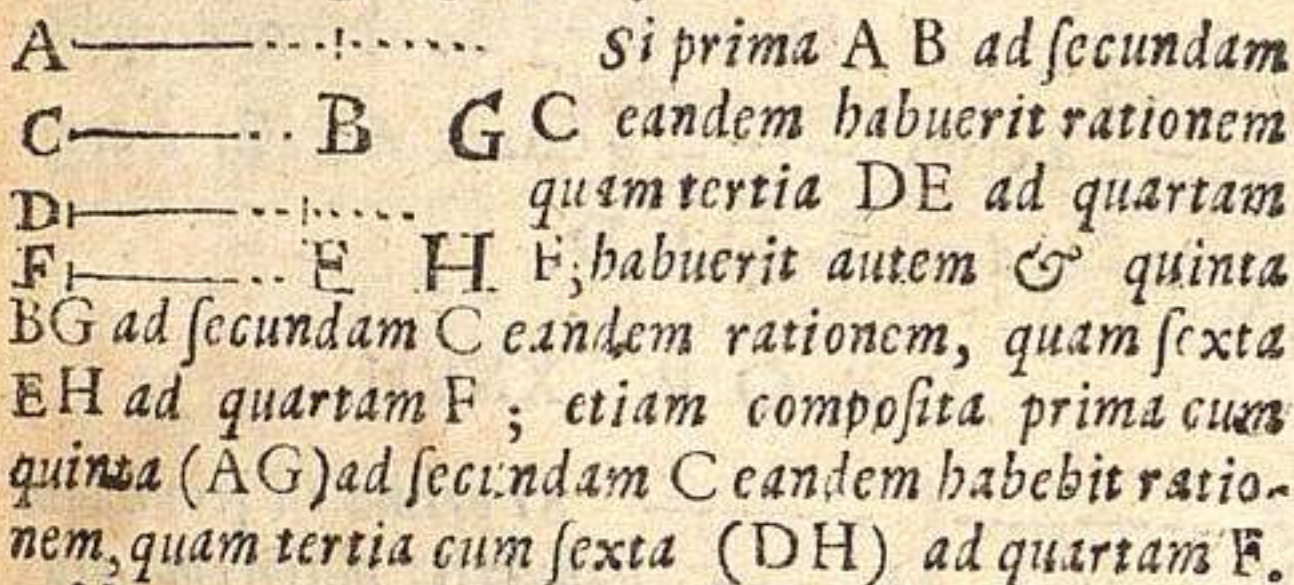 A Si prima A B ad ſecundam
C B G C eandem habuerit rationem
D quam tertia DE ad quartam
F E H F; habuerit autem & quinta
BG ad ſecundam C eandem rationem, quam ſexta
EH ad quartam F; etiam compoſita prima cum
quinta (AG) ad ſecundam C eandem habebit ratio-
nem, quam tertia cum ſexta (DH) ad quartam F.